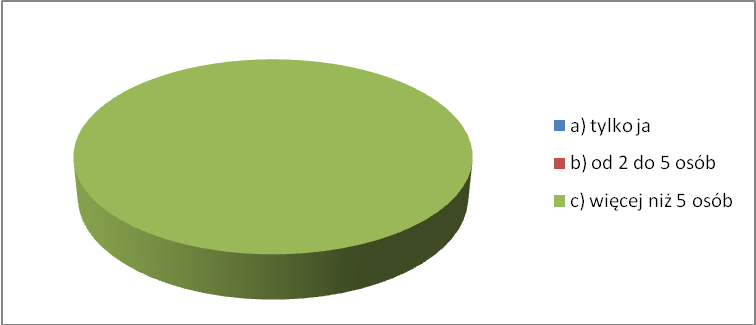 a) tylko ja
b) od 2 do 5 osób
c) więcej niż 5 osób